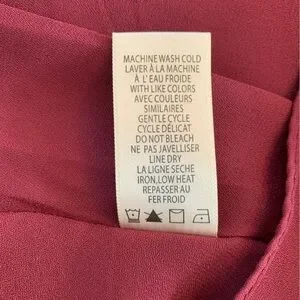 MACHINE WASH COLD
LAVER À LA MACHINE
À L'EAU FROIDE
WITH LIKE COLORS
AVEC COULEURS
SIMILAIRES
GENTLE CYCLE
CYCLE DÉLICAT
DO NOT BLEACH
NE PAS JAVELLISER
LINE DRY
LA LIGNE SECHE
IRON,LOW HEAT
REPASSER AU
FER FROID